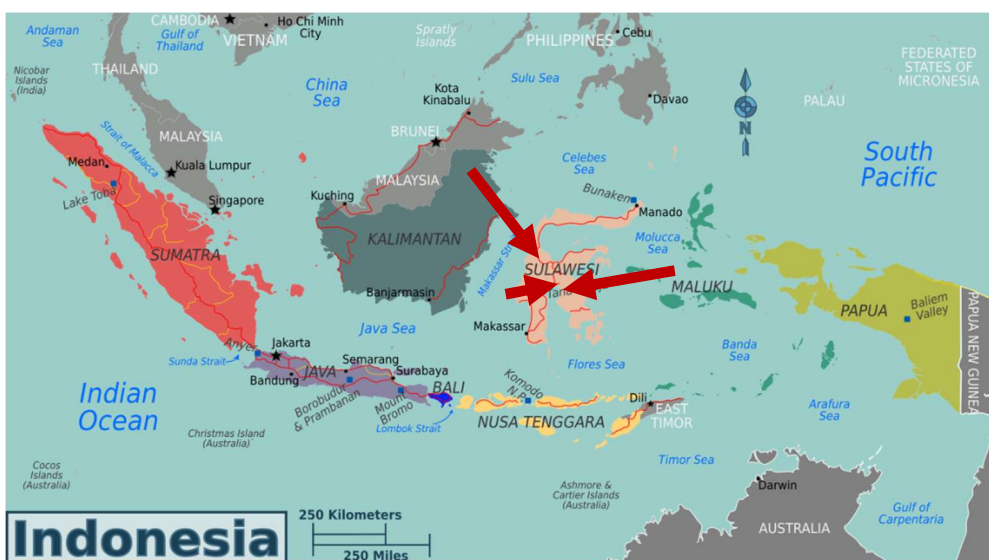 Andaman
Sea
CAMBODIA
Gulf of
Thailand
VIETNAM
Ho Chi Minh
City
Spratly
Islands
PHILIPPINES
Cebu
FEDERATED
STATES OF
MICRONESIA
Nicobar
Islands
(India)
THAILAND
China
Sea
Kota
Kinabalu
Sulu Sea
Davao
PALAU
N
MALAYSIA
Strait of Malacca
BRUNEI
Medan
Kuala Lumpur
MALAYSIA
Celebes
Sea
South
Pacific
Lake Toba
Singapore
Kuching
Bunaken
Manado
SUMATRA
KALIMANTAN
Makassar
Molucca
Sea
SULAWESI
MALUKU
Banjarmasin
PAPUA
Baliem
Valley
PAPUA NEW GUINEA
Java Sea
Makassar
Anyer
Jakarta
Sunda Strait
Semarang
Banda
Sea
Flores Sea
Bandung
JAVA
Surabaya
BALI
Komodo
N.P.
Indian
Ocean
Borobudur
& Prambanan
Mount
Bromo
Lombok Strait
NUSA TENGGARA
Dili
EAST
TIMOR
Arafura
Sea
Christmas Island
(Australia)
Timor Sea
Cocos
Islands
(Australia)
Ashmore &
Cartier Islands
(Australia)
Darwin
Gulf of
Carpentaria
AUSTRALIA
Indonesia
250 Kilometers
250 Miles